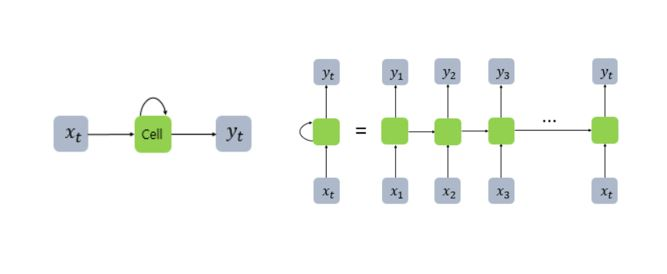 xₜ Cell yₜ
yₜ y₁ y₂ y₃ yₜ
= ...
xₜ x₁ x₂ x₃ xₜ